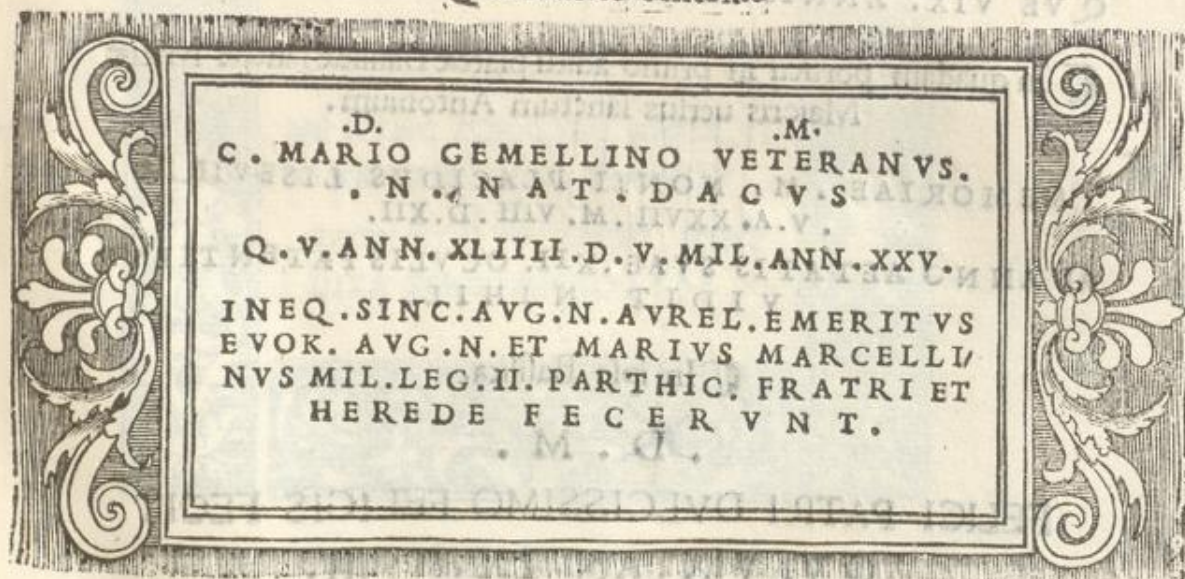 .D. .M.
C. MARIO GEMELLINO VETERANVS.
. N . NAT . DACVS
Q. V. ANN. XLIIII. D. V. MIL. ANN. XXV.
INEQ. SINC. AVG. N. AVREL. EMERITVS
EVOK. AVG. N. ET MARIVS MARCELLI/
NVS MIL. LEG. II. PARTHIC. FRATRI ET
HEREDE FECERVNT.